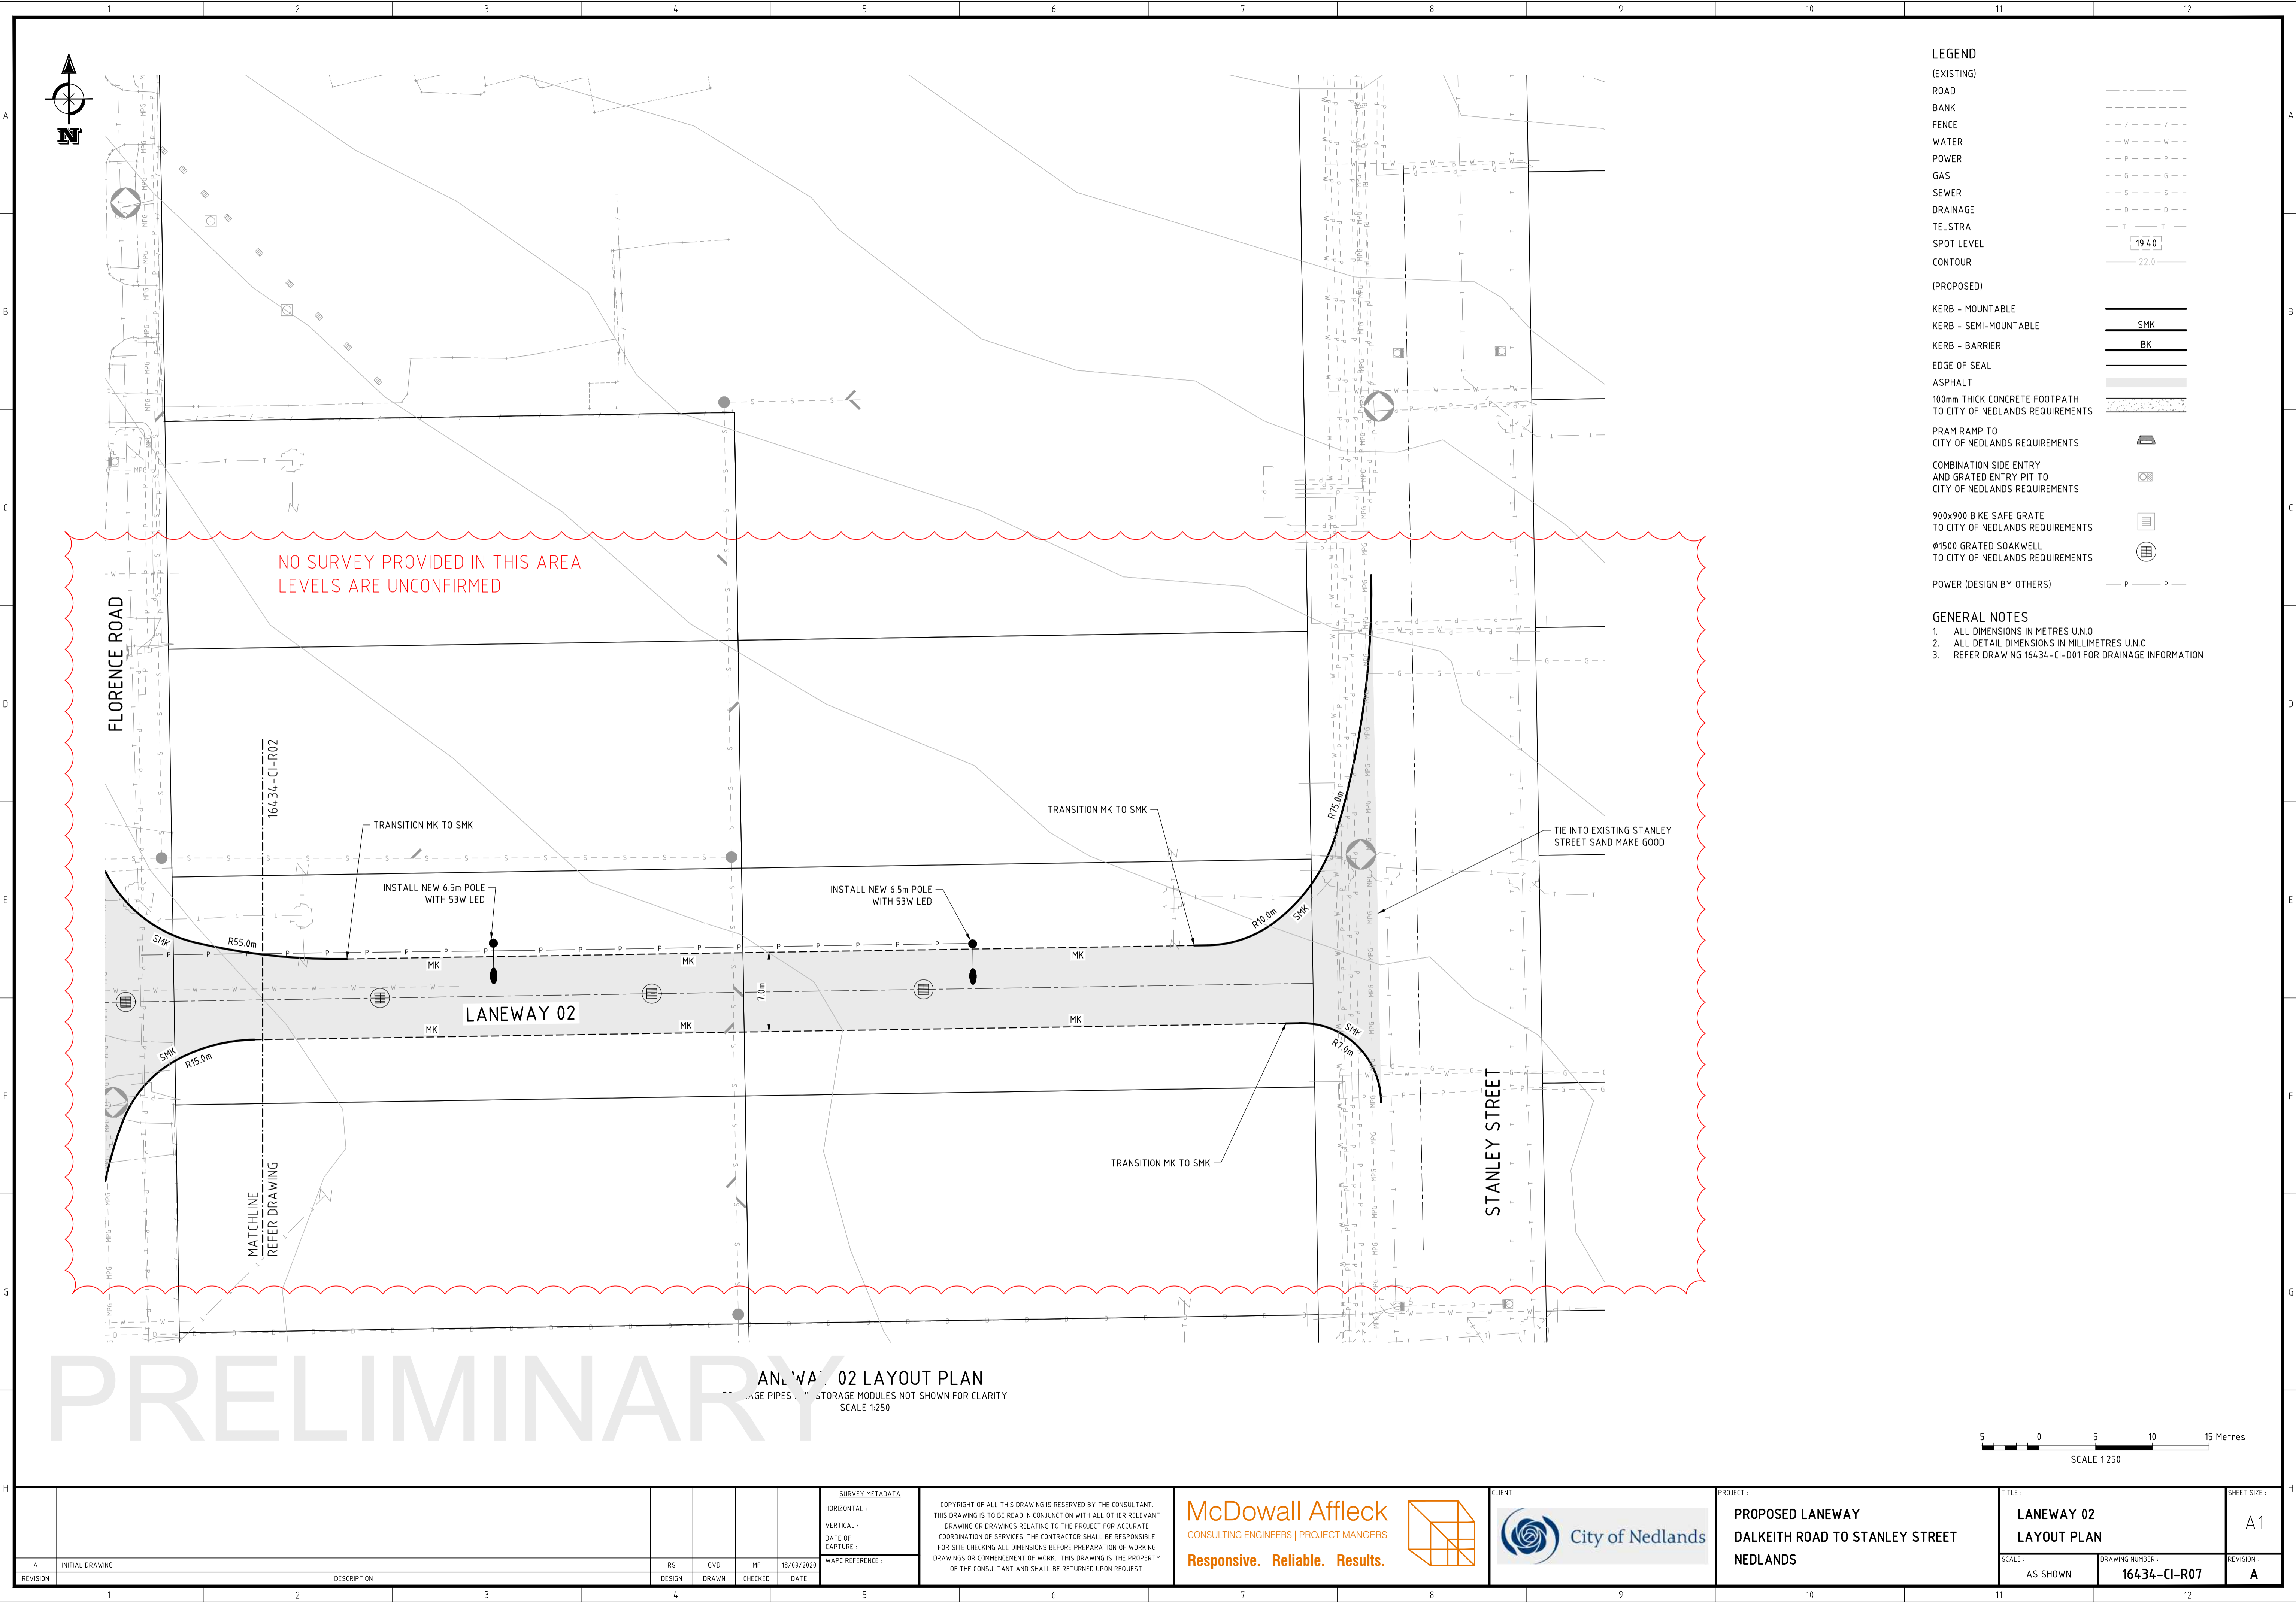 LEGEND
(EXISTING)
ROAD
BANK
FENCE
WATER
POWER
GAS
SEWER
DRAINAGE
TELSTRA
SPOT LEVEL 19.40
CONTOUR 22.0
(PROPOSED)
KERB - MOUNTABLE
KERB - SEMI-MOUNTABLE SMK
KERB - BARRIER BK
EDGE OF SEAL
ASPHALT
100mm THICK CONCRETE FOOTPATH
TO CITY OF NEDLANDS REQUIREMENTS
PRAM RAMP TO
CITY OF NEDLANDS REQUIREMENTS
COMBINATION SIDE ENTRY
AND GRATED ENTRY PIT TO
CITY OF NEDLANDS REQUIREMENTS
900x900 BIKE SAFE GRATE
TO CITY OF NEDLANDS REQUIREMENTS
Ø1500 GRATED SOAKWELL
TO CITY OF NEDLANDS REQUIREMENTS
POWER (DESIGN BY OTHERS) P P
GENERAL NOTES
1. ALL DIMENSIONS IN METRES U.N.O
2. ALL DETAIL DIMENSIONS IN MILLIMETRES U.N.O
3. REFER DRAWING 16434-CI-D01 FOR DRAINAGE INFORMATION
N
NO SURVEY PROVIDED IN THIS AREA
LEVELS ARE UNCONFIRMED
FLORENCE ROAD
16434-CI-R02
MATCHLINE
REFER DRAWING
TRANSITION MK TO SMK
INSTALL NEW 6.5m POLE
WITH 53W LED
INSTALL NEW 6.5m POLE
WITH 53W LED
TRANSITION MK TO SMK
R75.0m
TIE INTO EXISTING STANLEY
STREET SAND MAKE GOOD
R10.0m
SMK
SMK
R55.0m
MK
MK
MK
7.0m
LANEWAY 02
MK
MK
MK
SMK
R15.0m
SMK
R7.0m
TRANSITION MK TO SMK
STANLEY STREET
PRELIMINARY
02 LAYOUT PLAN
PIPES STORAGE MODULES NOT SHOWN FOR CLARITY
SCALE 1:250
5 0 5 10 15 Metres
SCALE 1:250
A INITIAL DRAWING RS GVD MF 18/09/2020
REVISION DESCRIPTION DESIGN DRAWN CHECKED DATE
SURVEY METADATA
HORIZONTAL :
VERTICAL :
DATE OF
CAPTURE :
WAPC REFERENCE :
COPYRIGHT OF ALL THIS DRAWING IS RESERVED BY THE CONSULTANT.
THIS DRAWING IS TO BE READ IN CONJUNCTION WITH ALL OTHER RELEVANT
DRAWING OR DRAWINGS RELATING TO THE PROJECT FOR ACCURATE
COORDINATION OF SERVICES. THE CONTRACTOR SHALL BE RESPONSIBLE
FOR SITE CHECKING ALL DIMENSIONS BEFORE PREPARATION OF WORKING
DRAWINGS OR COMMENCEMENT OF WORK. THIS DRAWING IS THE PROPERTY
OF THE CONSULTANT AND SHALL BE RETURNED UPON REQUEST.
McDowall Affleck
CONSULTING ENGINEERS | PROJECT MANGERS
Responsive. Reliable. Results.
CLIENT :
City of Nedlands
PROJECT :
PROPOSED LANEWAY
DALKEITH ROAD TO STANLEY STREET
NEDLANDS
TITLE :
LANEWAY 02
LAYOUT PLAN
SCALE :
AS SHOWN
DRAWING NUMBER :
16434-CI-R07
SHEET SIZE :
A1
REVISION :
A